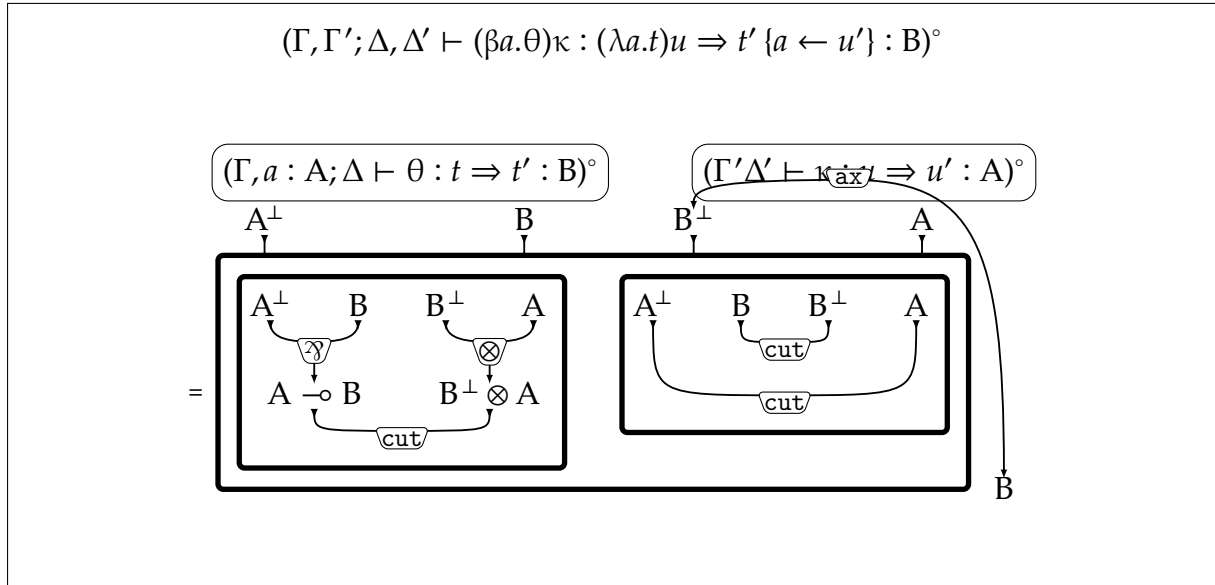 (Γ, Γ′; Δ, Δ′ ⊢ (βa.θ)κ : (λa.t)u ⇒ t′ {a ← u′} : B)°
(Γ, a : A; Δ ⊢ θ : t ⇒ t′ : B)° (Γ′Δ′ ⊢ κ : u ⇒ u′ : A)°
ax
A⊥ B B⊥ A
A⊥ B B⊥ A A⊥ B B⊥ A
⅋ ⊗ cut
= A ⊸ B B⊥ ⊗ A cut
cut
B